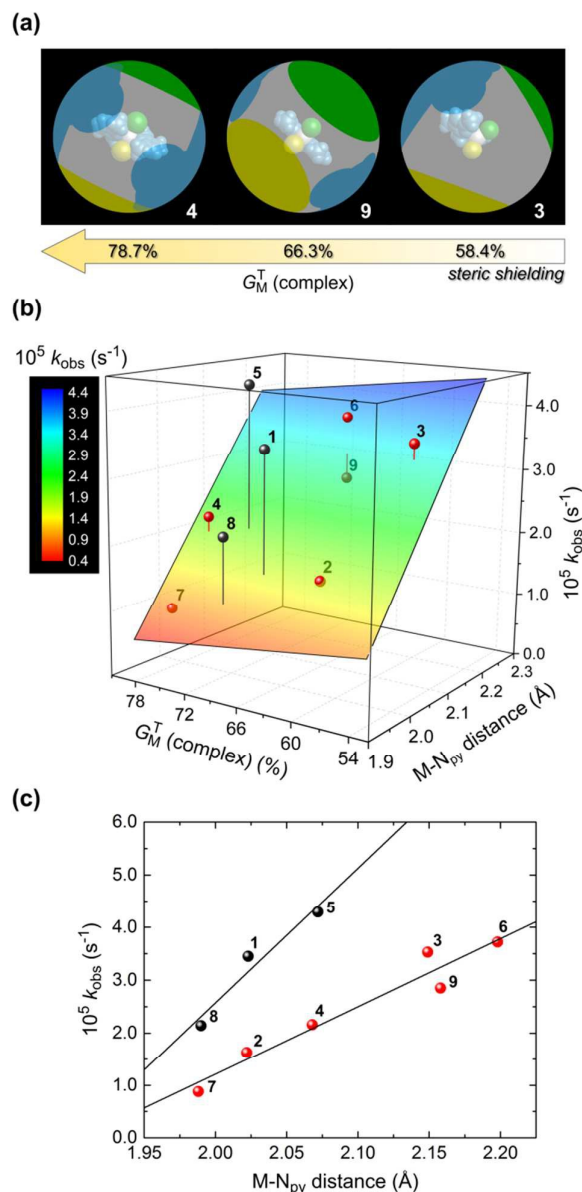 (a)
4 9 3
78.7% 66.3% 58.4%
steric shielding
G_M^T (complex)
(b)
10^5 k_obs (s^-1)
4.4
3.9
3.4
2.9
2.4
1.9
1.4
0.9
0.4
5
6
1
3
9
4
8
2
7
4.0
3.0
2.0
1.0
0.0
10^5 k_obs (s^-1)
2.3
2.2
2.1
2.0
1.9
M-N_py distance (Å)
78 72 66 60 54
G_M^T (complex) (%)
(c)
6.0
5.0
4.0
3.0
2.0
1.0
0.0
10^5 k_obs (s^-1)
5
6
1
3
9
8
4
2
7
1.95 2.00 2.05 2.10 2.15 2.20
M-N_py distance (Å)